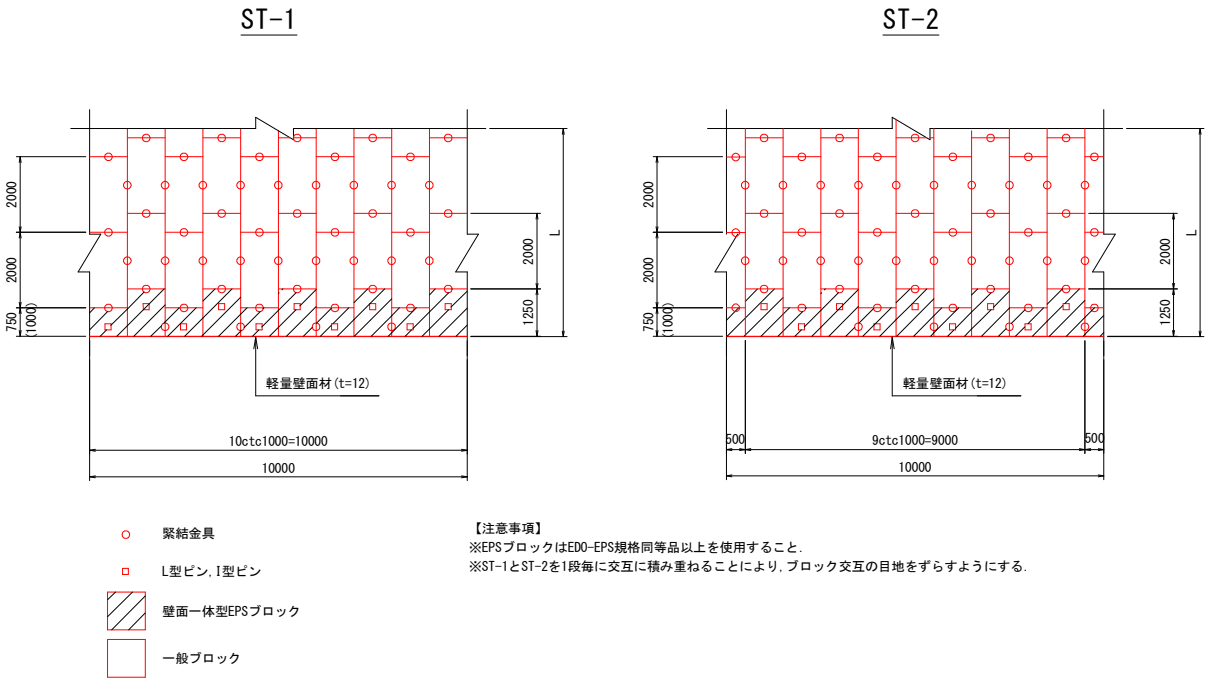 ST-1
ST-2
2000
2000
750
(1000)
2000
1250
L
軽量壁面材(t=12)
10ctc1000=10000
10000
2000
2000
750
(1000)
2000
1250
L
軽量壁面材(t=12)
500
9ctc1000=9000
500
10000
緊結金具
L型ピン,I型ピン
壁面一体型EPSブロック
一般ブロック
【注意事項】
※EPSブロックはEDO-EPS規格同等品以上を使用すること.
※ST-1とST-2を1段毎に交互に積み重ねることにより,ブロック交互の目地をずらすようにする.